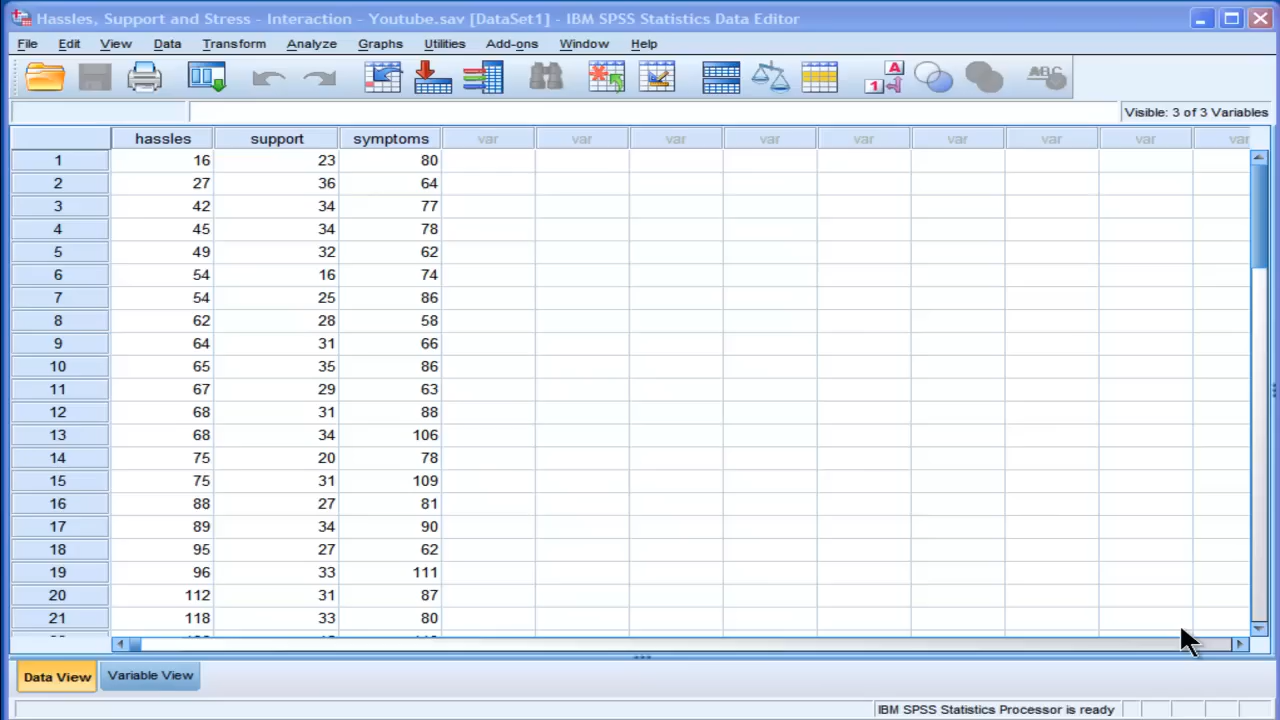 Hassles, Support and Stress - Interaction - Youtube.sav [DataSet1] - IBM SPSS Statistics Data Editor
File Edit View Data Transform Analyze Graphs Utilities Add-ons Window Help
1 A ABC
Visible: 3 of 3 Variables
hassles support symptoms var var var var var var var var var
1 16 23 80
2 27 36 64
3 42 34 77
4 45 34 78
5 49 32 62
6 54 16 74
7 54 25 86
8 62 28 58
9 64 31 66
10 65 35 86
11 67 29 63
12 68 31 88
13 68 34 106
14 75 20 78
15 75 31 109
16 88 27 81
17 89 34 90
18 95 27 62
19 96 33 111
20 112 31 87
21 118 33 80
Data View Variable View
IBM SPSS Statistics Processor is ready